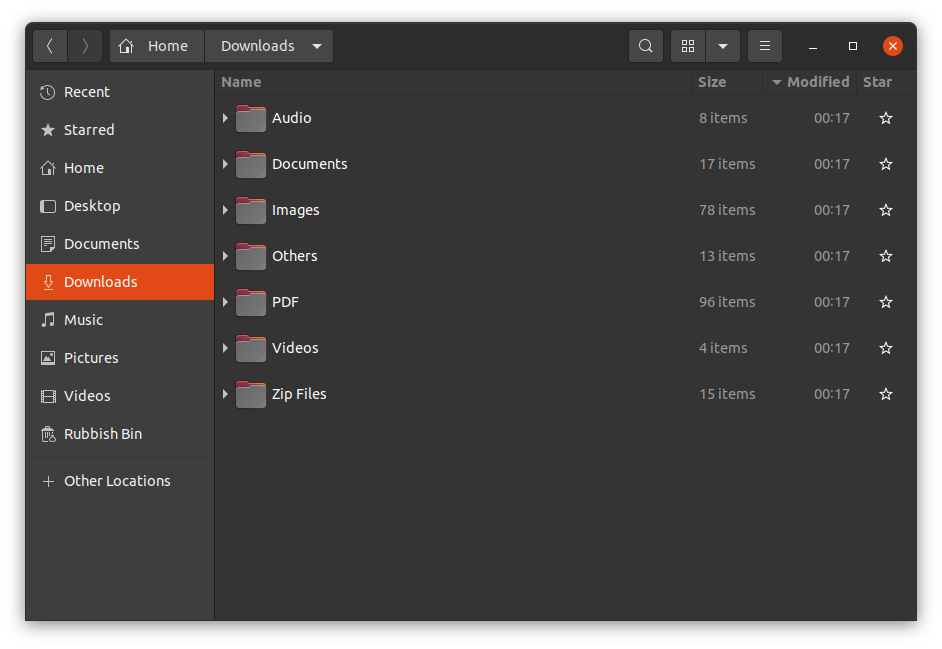 Home Downloads
Name Size Modified Star
Recent
Starred
Home
Desktop
Documents
Downloads
Music
Pictures
Videos
Rubbish Bin
Other Locations
Audio 8 items 00:17
Documents 17 items 00:17
Images 78 items 00:17
Others 13 items 00:17
PDF 96 items 00:17
Videos 4 items 00:17
Zip Files 15 items 00:17